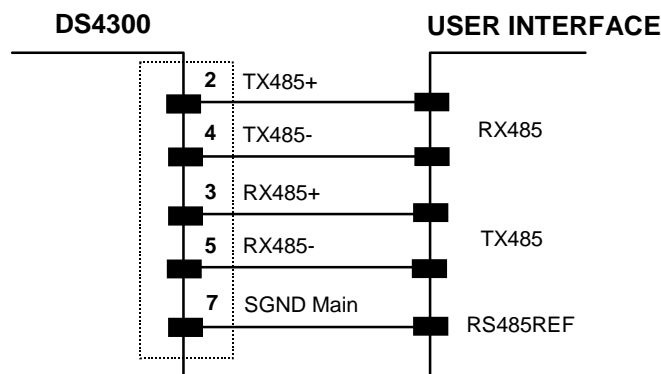 DS4300
USER INTERFACE
2 TX485+
4 TX485-
RX485
3 RX485+
5 RX485-
TX485
7 SGND Main
RS485REF